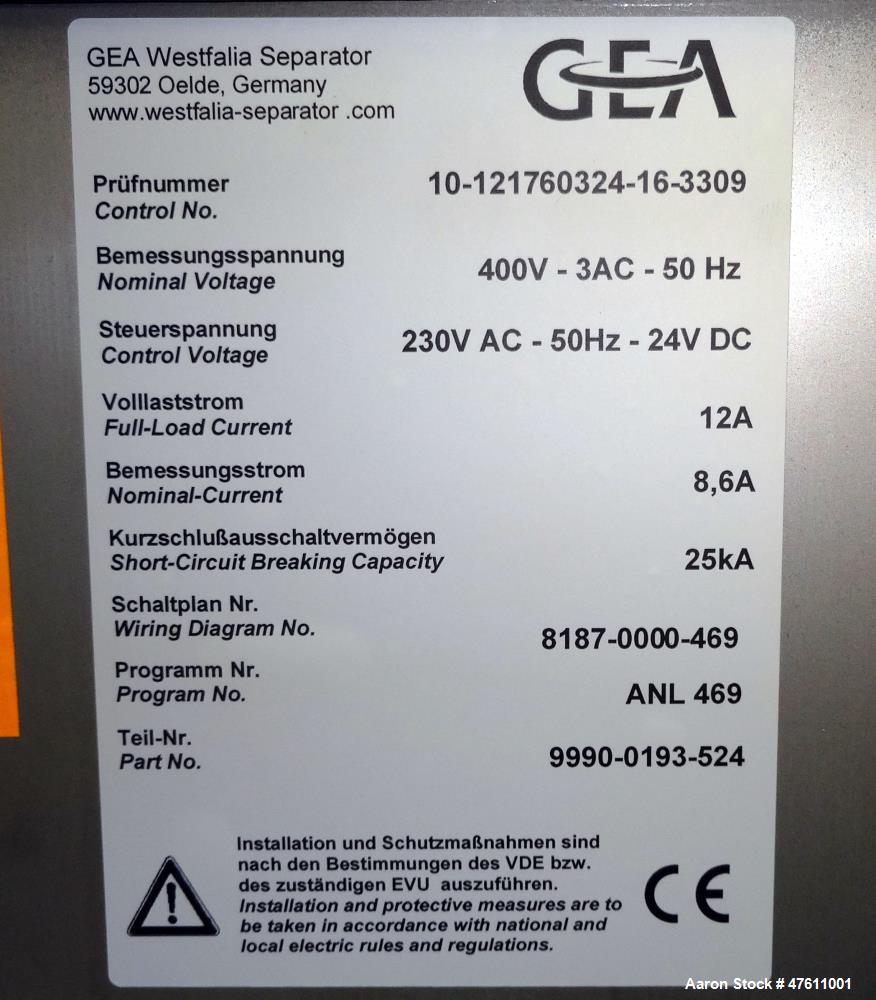 GEA Westfalia Separator
59302 Oelde, Germany
www.westfalia-separator .com
GEA
Prüfnummer
Control No.
10-121760324-16-3309
Bemessungsspannung
Nominal Voltage
400V - 3AC - 50 Hz
Steuerspannung
Control Voltage
230V AC - 50Hz - 24V DC
Volllaststrom
Full-Load Current
12A
Bemessungsstrom
Nominal-Current
8,6A
Kurzschlußausschaltvermögen
Short-Circuit Breaking Capacity
25kA
Schaltplan Nr.
Wiring Diagram No.
8187-0000-469
Programm Nr.
Program No.
ANL 469
Teil-Nr.
Part No.
9990-0193-524
Installation und Schutzmaßnahmen sind
nach den Bestimmungen des VDE bzw.
des zuständigen EVU auszuführen.
Installation and protective measures are to
be taken in accordance with national and
local electric rules and regulations.
!
CE
Aaron Stock # 47611001